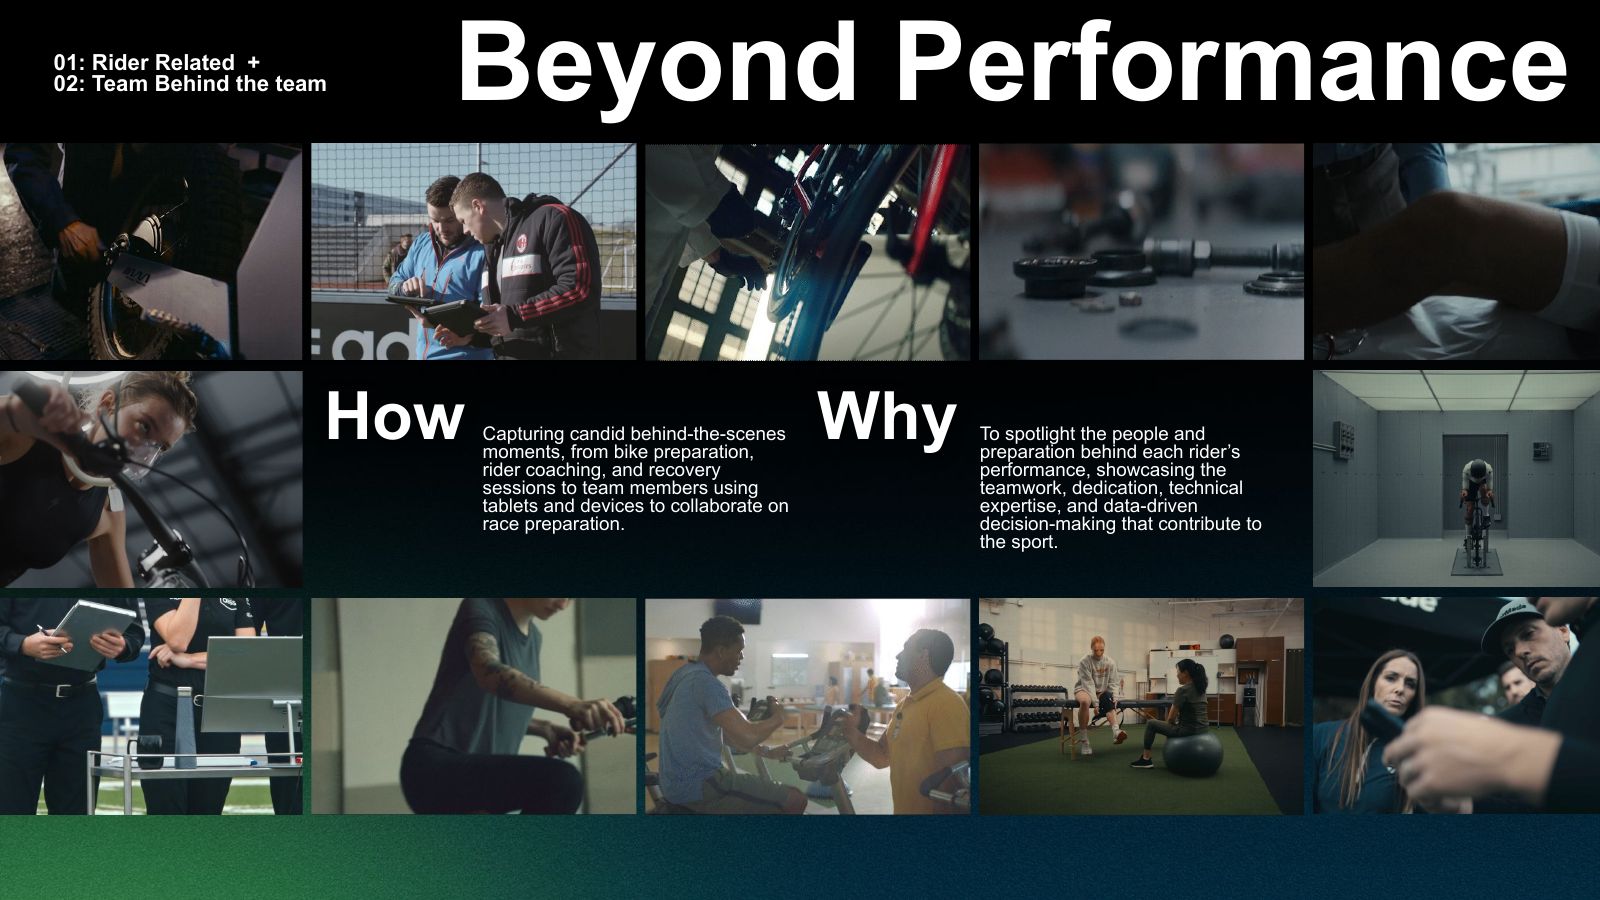 01: Rider Related +
02: Team Behind the team
Beyond Performance
ad
How
Capturing candid behind-the-scenes
moments, from bike preparation,
rider coaching, and recovery
sessions to team members using
tablets and devices to collaborate on
race preparation.
Why
To spotlight the people and
preparation behind each rider’s
performance, showcasing the
teamwork, dedication, technical
expertise, and data-driven
decision-making that contribute to
the sport.